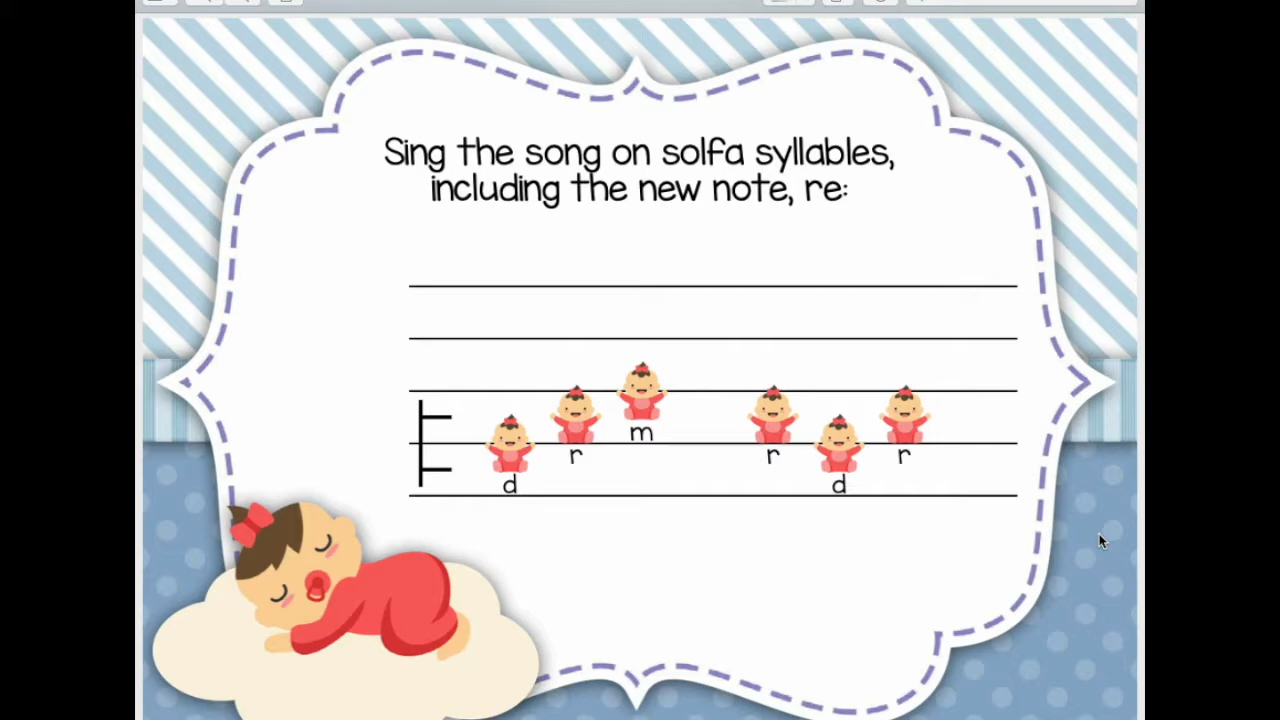 Sing the song on solfa syllables,
including the new note, re:
m
r r r
d d